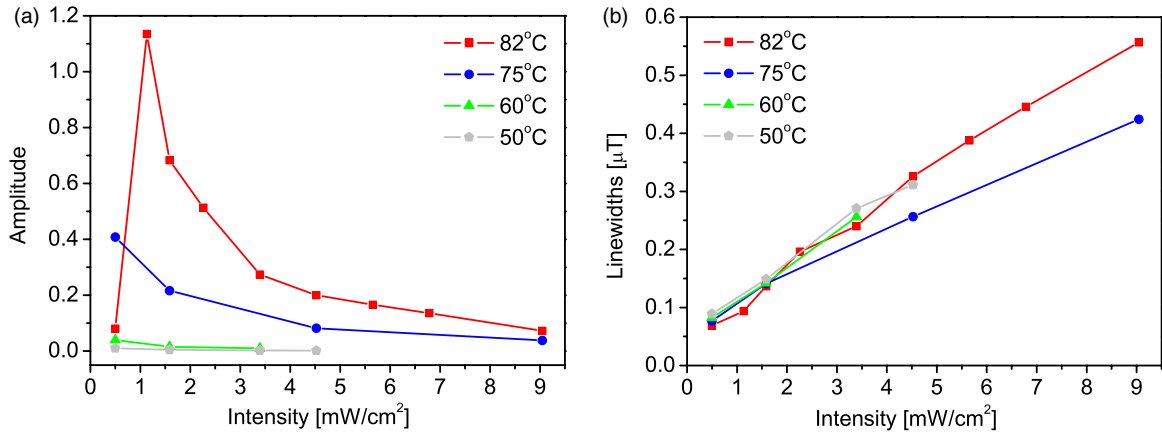 (a)
1.2
1.0
0.8
0.6
0.4
0.2
0.0
Amplitude
82°C
75°C
60°C
50°C
0 1 2 3 4 5 6 7 8 9
Intensity [mW/cm²]
(b)
0.6
0.5
0.4
0.3
0.2
0.1
0.0
Linewidths [μT]
82°C
75°C
60°C
50°C
0 1 2 3 4 5 6 7 8 9
Intensity [mW/cm²]